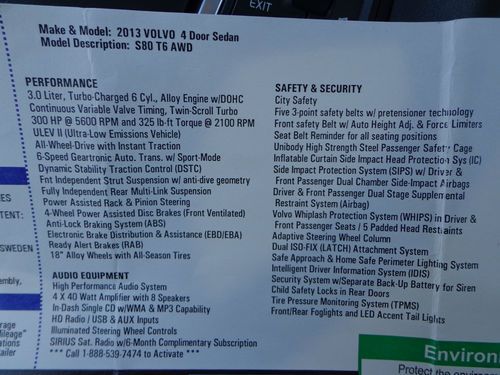 EXIT
Make & Model: 2013 VOLVO 4 Door Sedan
Model Description: S80 T6 AWD
PERFORMANCE
3.0 Liter, Turbo-Charged 6 Cyl., Alloy Engine w/DOHC
Continuous Variable Valve Timing, Twin-Scroll Turbo
300 HP @ 5600 RPM and 325 lb-ft Torque @ 2100 RPM
ULEV II (Ultra-Low Emissions Vehicle)
All-Wheel-Drive with Instant Traction
6-Speed Geartronic Auto. Trans. w/ Sport-Mode
Dynamic Stability Traction Control (DSTC)
Fnt Independent Strut Suspension w/ anti-dive geometry
Fully Independent Rear Multi-Link Suspension
Power Assisted Rack & Pinion Steering
4-Wheel Power Assisted Disc Brakes (Front Ventilated)
Anti-Lock Braking System (ABS)
Electronic Brake Distribution & Assistance (EBD/EBA)
Ready Alert Brakes (RAB)
18" Alloy Wheels with All-Season Tires
AUDIO EQUIPMENT
High Performance Audio System
4 X 40 Watt Amplifier with 8 Speakers
In-Dash Single CD w/WMA & MP3 Capability
HD Radio / USB & AUX Inputs
Illuminated Steering Wheel Controls
SIRIUS Sat. Radio w/6-Month Complimentary Subscription
*** Call 1-888-539-7474 to Activate ***
SAFETY & SECURITY
City Safety
Five 3-point safety belts w/ pretensioner technology
Front safety Belt w/ Auto Height Adj. & Force Limiters
Seat Belt Reminder for all seating positions
Unibody High Strength Steel Passenger Safety Cage
Inflatable Curtain Side Impact Head Protection Sys (IC)
Side Impact Protection System (SIPS) w/ Driver &
Front Passenger Dual Chamber Side-Impact Airbags
Driver & Front Passenger Dual Stage Supplemental
Restraint System (Airbag)
Volvo Whiplash Protection System (WHIPS) in Driver &
Front Passenger Seats / 5 Padded Head Restraints
Adaptive Steering Wheel Column
Dual ISO-FIX (LATCH) Attachment System
Safe Approach & Home Safe Perimeter Lighting System
Intelligent Driver Information System (IDIS)
Security System w/Separate Back-Up Battery for Siren
Child Safety Locks in Rear Doors
Tire Pressure Monitoring System (TPMS)
Front/Rear Foglights and LED Accent Tail Lights
ES
TENT:
SWEDEN
embly,
rage
Mileage"
nations
tailer
Environ
Protect the environ